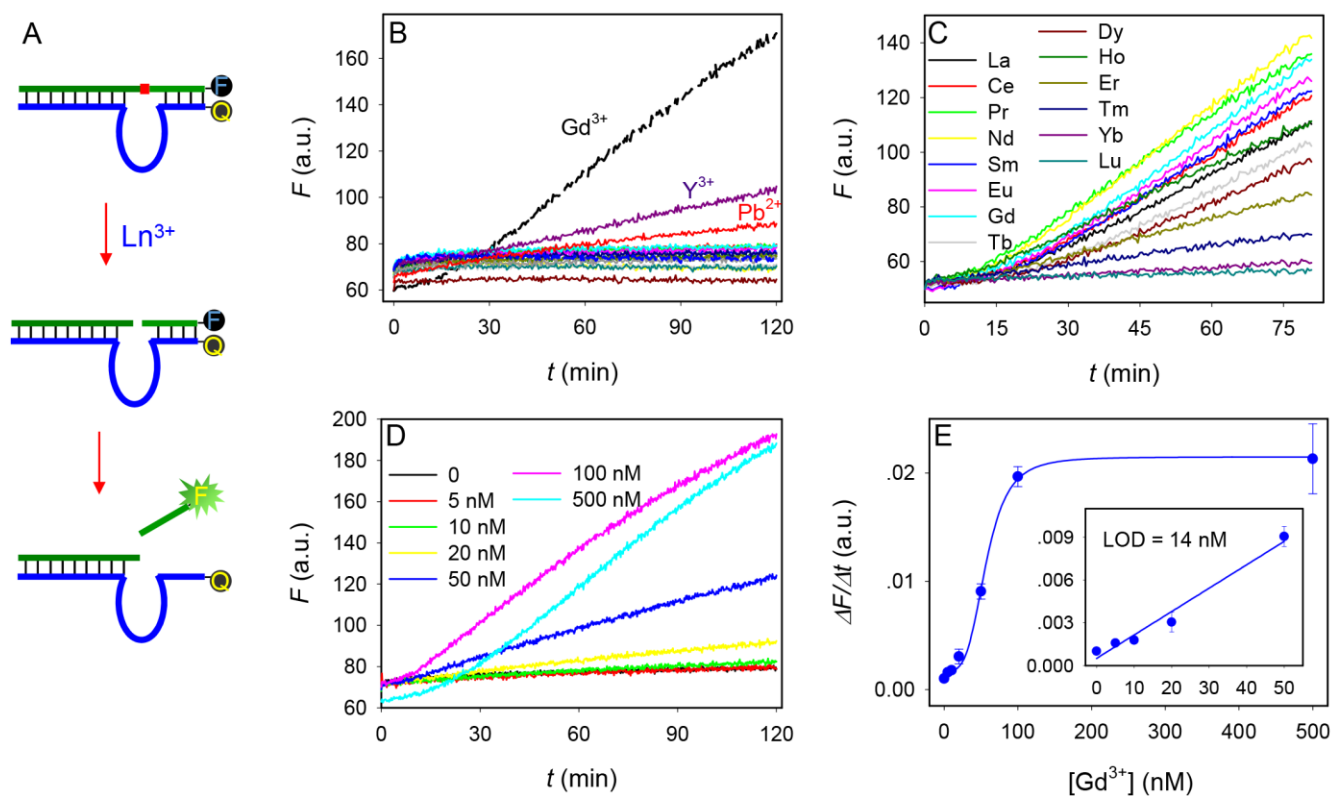 A
F
Q
Ln3+
F
Q
F
Q
B
160
140
120
100
80
60
F (a.u.)
Gd3+
Y3+
Pb2+
0 30 60 90 120
t (min)
C
140
120
100
80
60
F (a.u.)
La
Ce
Pr
Nd
Sm
Eu
Gd
Tb
Dy
Ho
Er
Tm
Yb
Lu
0 15 30 45 60 75
t (min)
D
200
180
160
140
120
100
80
60
F (a.u.)
0
5 nM
10 nM
20 nM
50 nM
100 nM
500 nM
0 30 60 90 120
t (min)
E
.02
.01
0.00
ΔF/Δt (a.u.)
LOD = 14 nM
.009
.006
.003
0.000
0 10 20 30 40 50
0 100 200 300 400 500
[Gd3+] (nM)